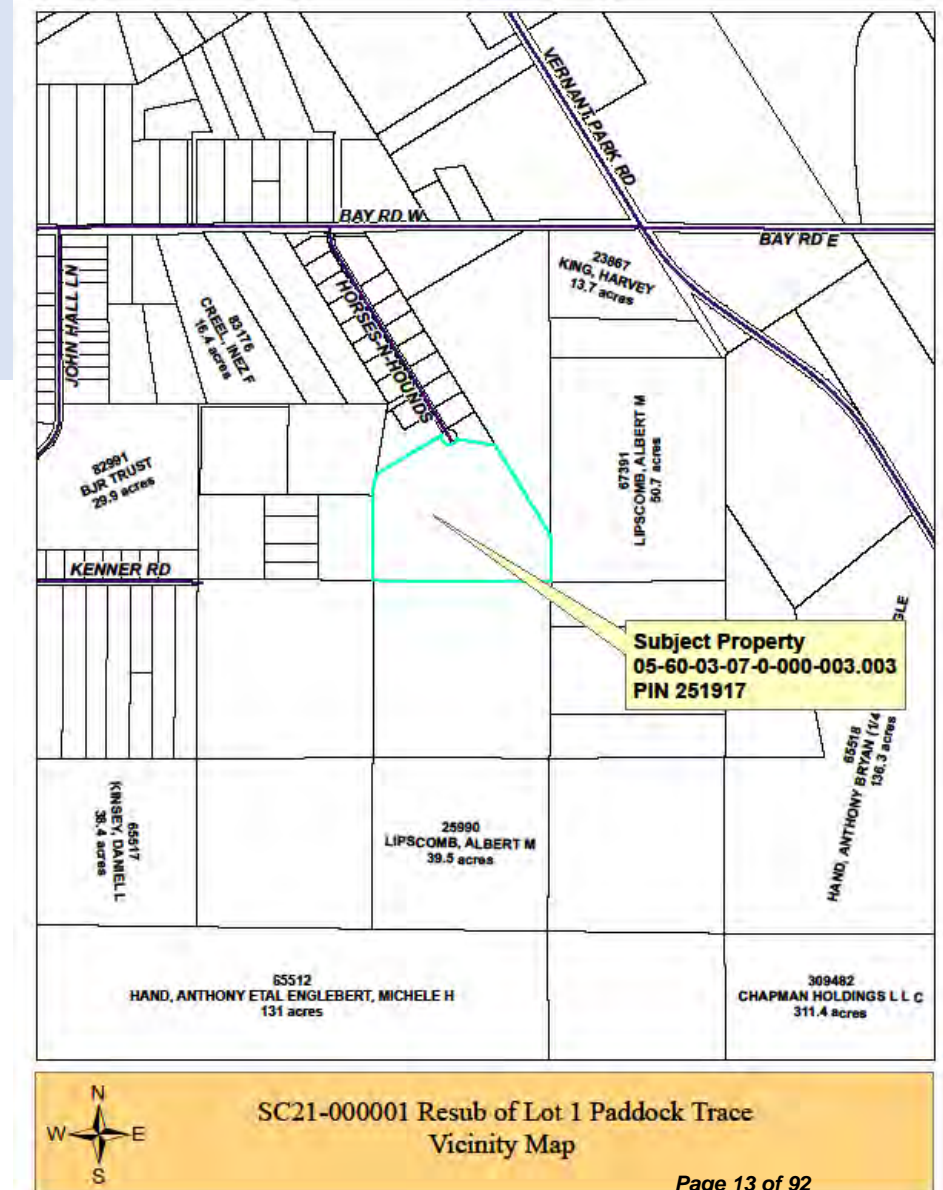 VERNANT PARK RD
BAY RD W
BAY RD E
JOHN HALL LN
HORSES-N-HOUNDS
23867
KING, HARVEY
13.7 acres
83176
CREEL, INEZ F
16.4 acres
82991
BJR TRUST
29.9 acres
67391
LIPSCOMB, ALBERT M
50.7 acres
KENNER RD
Subject Property
05-60-03-07-0-000-003.003
PIN 251917
65518
HAND, ANTHONY BRYAN (1/4
GLE
136.3 acres
65517
KINSEY, DANIEL L
38.4 acres
25990
LIPSCOMB, ALBERT M
39.5 acres
65512
HAND, ANTHONY ETAL ENGLEBERT, MICHELE H
131 acres
309482
CHAPMAN HOLDINGS L L C
311.4 acres
N
W E
S
SC21-000001 Resub of Lot 1 Paddock Trace
Vicinity Map
Page 13 of 92